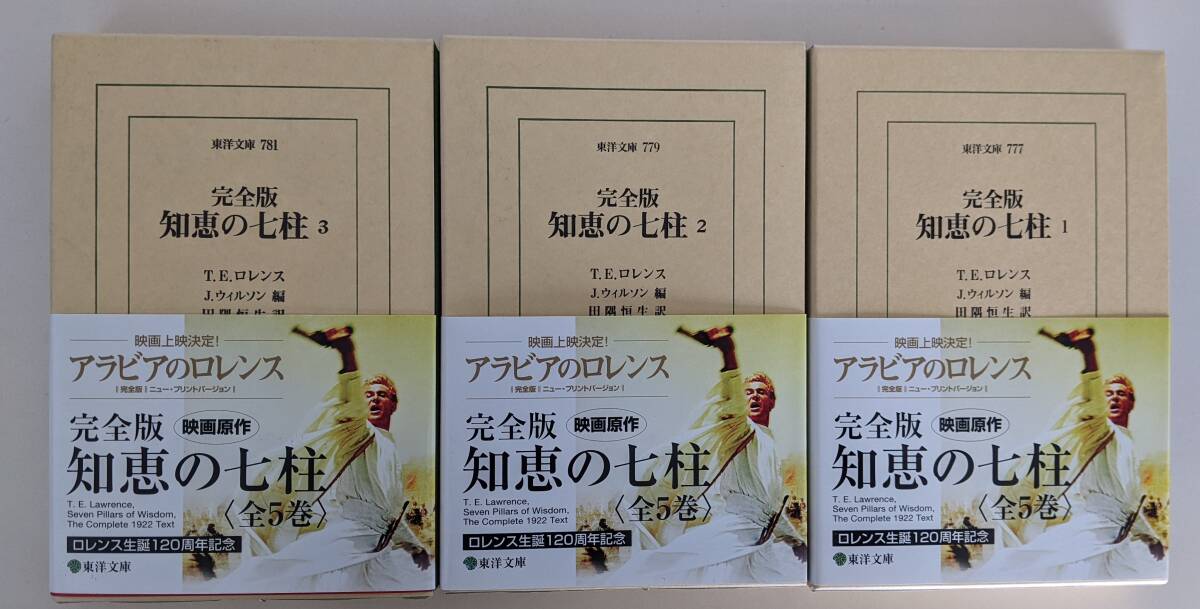 東洋文庫 781
完全版
知恵の七柱 3
T.E.ロレンス
J.ウィルソン 編
田隅恒生 訳
映画上映決定!
アラビアのロレンス
完全版 ニュー・プリントバージョン
完全版
映画原作
知恵の七柱
〈全5巻〉
T. E. Lawrence,
Seven Pillars of Wisdom,
The Complete 1922 Text
ロレンス生誕120周年記念
東洋文庫
東洋文庫 779
完全版
知恵の七柱 2
T.E.ロレンス
J.ウィルソン 編
田隅恒生 訳
映画上映決定!
アラビアのロレンス
完全版 ニュー・プリントバージョン
完全版
映画原作
知恵の七柱
〈全5巻〉
T. E. Lawrence,
Seven Pillars of Wisdom,
The Complete 1922 Text
ロレンス生誕120周年記念
東洋文庫
東洋文庫 777
完全版
知恵の七柱 1
T.E.ロレンス
J.ウィルソン 編
田隅恒生 訳
映画上映決定!
アラビアのロレンス
完全版 ニュー・プリントバージョン
完全版
映画原作
知恵の七柱
〈全5巻〉
T. E. Lawrence,
Seven Pillars of Wisdom,
The Complete 1922 Text
ロレンス生誕120周年記念
東洋文庫